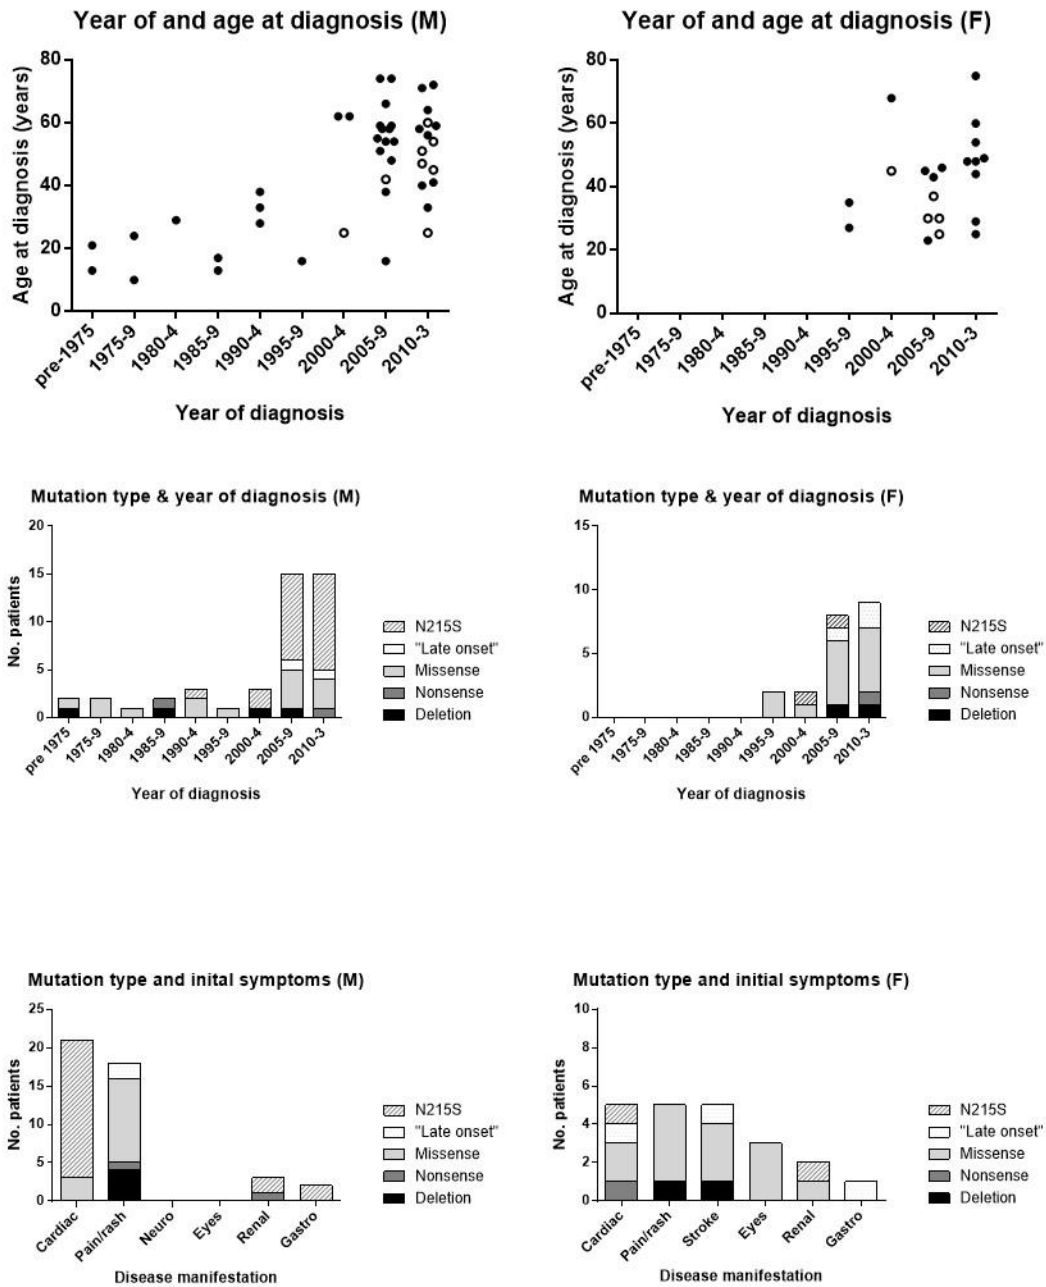 Year of and age at diagnosis (M)
Age at diagnosis (years)
80
60
40
20
0
pre-1975
1975-9
1980-4
1985-9
1990-4
1995-9
2000-4
2005-9
2010-3
Year of diagnosis
Year of and age at diagnosis (F)
Age at diagnosis (years)
80
60
40
20
0
pre-1975
1975-9
1980-4
1985-9
1990-4
1995-9
2000-4
2005-9
2010-3
Year of diagnosis
Mutation type & year of diagnosis (M)
No. patients
20
15
10
5
0
pre 1975
1975-9
1980-4
1985-9
1990-4
1995-9
2000-4
2005-9
2010-3
Year of diagnosis
N215S
"Late onset"
Missense
Nonsense
Deletion
Mutation type & year of diagnosis (F)
No. patients
15
10
5
0
pre 1975
1975-9
1980-4
1985-9
1990-4
1995-9
2000-4
2005-9
2010-3
Year of diagnosis
N215S
"Late onset"
Missense
Nonsense
Deletion
Mutation type and inital symptoms (M)
No. patients
25
20
15
10
5
0
Cardiac
Pain/rash
Neuro
Eyes
Renal
Gastro
Disease manifestation
N215S
"Late onset"
Missense
Nonsense
Deletion
Mutation type and initial symptoms (F)
No. patients
10
8
6
4
2
0
Cardiac
Pain/rash
Stroke
Eyes
Renal
Gastro
Disease manifestation
N215S
"Late onset"
Missense
Nonsense
Deletion